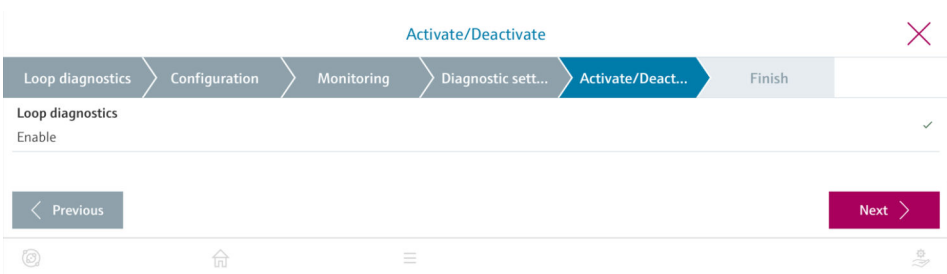 Activate/Deactivate
Loop diagnostics
Configuration
Monitoring
Diagnostic sett...
Activate/Deact...
Finish
Loop diagnostics
Enable
Previous
Next